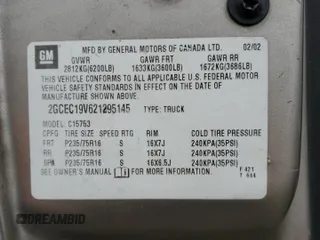 GM
MFD BY GENERAL MOTORS OF CANADA LTD. 02/02
GVWR GAWR FRT GAWR RR
2812KG(6200LB) 1633KG(3600LB) 1672KG(3686LB)
THIS VEHICLE CONFORMS TO ALL APPLICABLE U.S. FEDERAL
MOTOR VEHICLE SAFETY STANDARDS IN EFFECT ON THE DATE OF
MANUFACTURE SHOWN ABOVE.
2GCEC19V621295145 TYPE: TRUCK
MODEL: C15753
CPFG TIRE SIZE SPEED RTG RIM COLD TIRE PRESSURE
FRT P235/75R16 S 16X7J 240KPA(35PSI)
RR P235/75R16 S 16X7J 240KPA(35PSI)
SPA P235/75R16 S 16X6.5J 240KPA(35PSI)
SEE OWNER'S MANUAL FOR MORE INFORMATION.
F421
DREAMBID